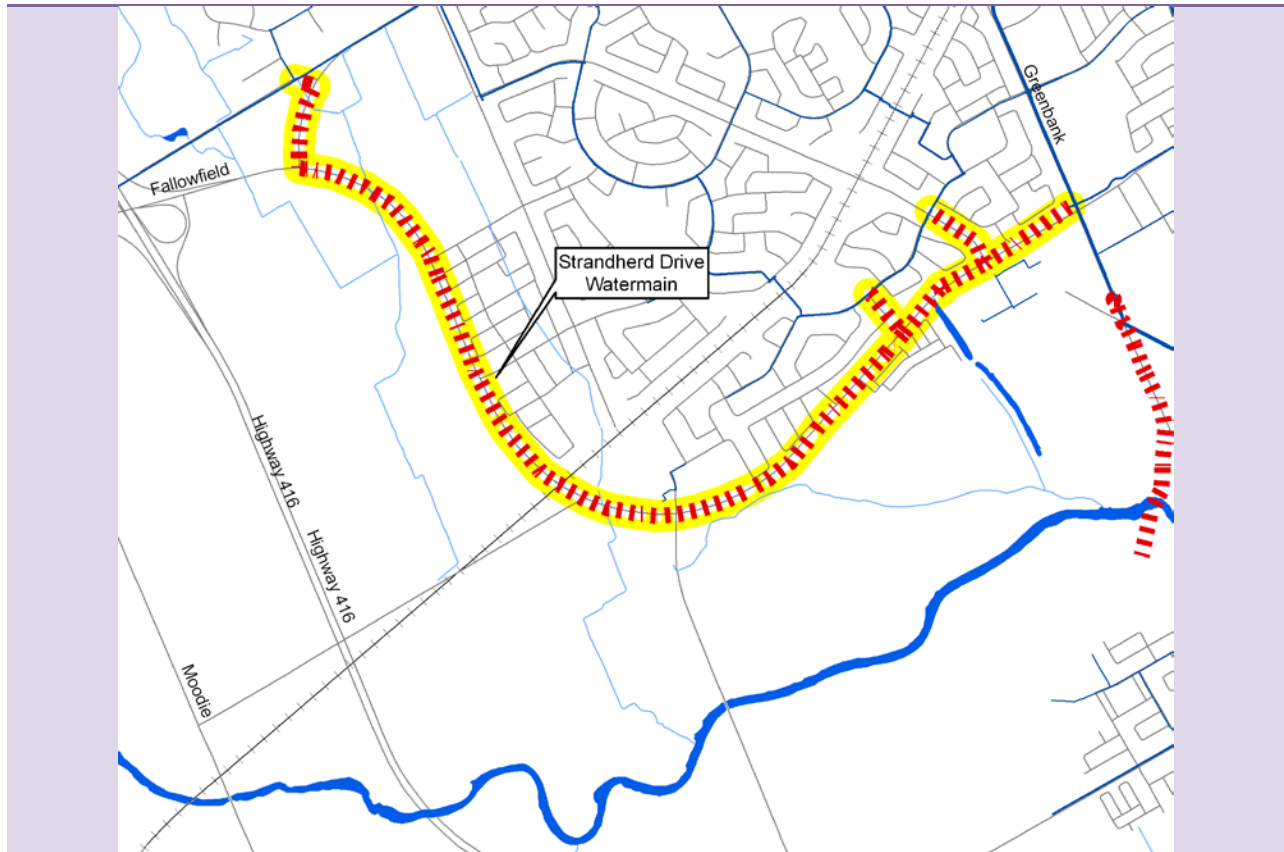 Greenbank
Fallowfield
Strandherd Drive
Watermain
Highway 416
Highway 416
Moodie